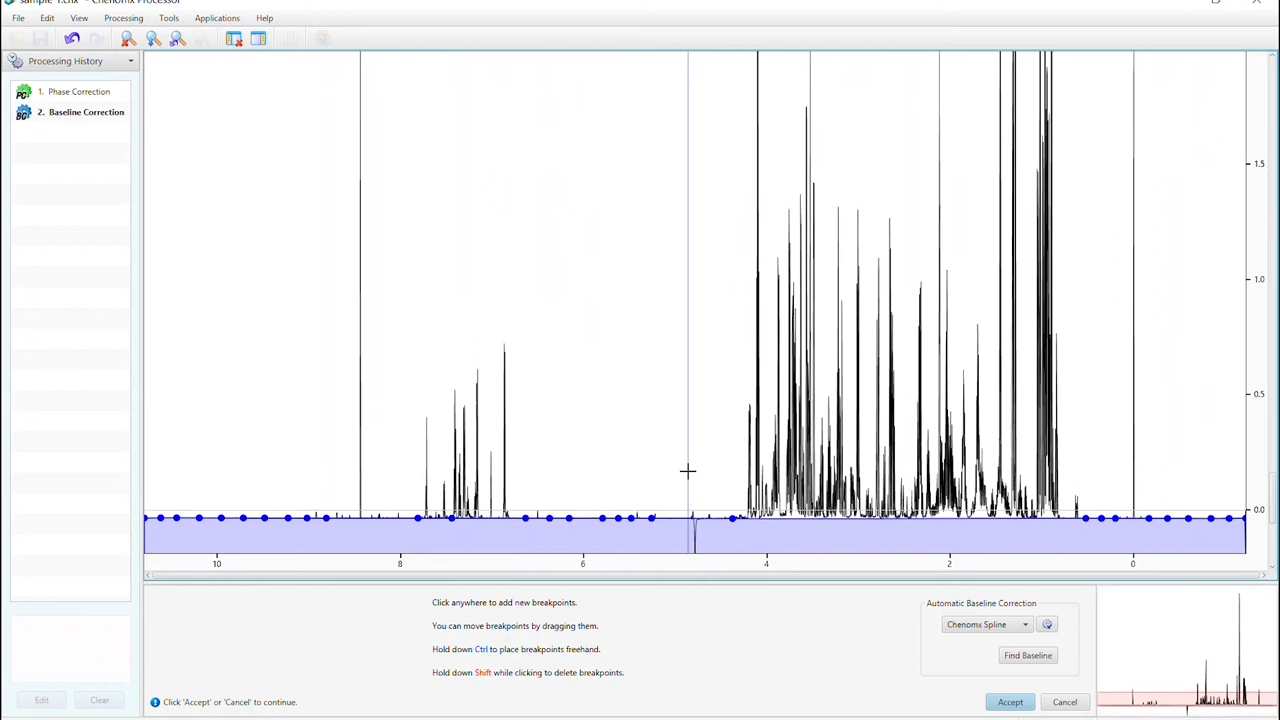 sample 1.cnx - Chenomx Processor
File Edit View Processing Tools Applications Help
Processing History
1. Phase Correction
2. Baseline Correction
1.5
1.0
0.5
0.0
10 8 6 4 2 0
Click anywhere to add new breakpoints.
You can move breakpoints by dragging them.
Hold down Ctrl to place breakpoints freehand.
Hold down Shift while clicking to delete breakpoints.
Automatic Baseline Correction
Chenomx Spline
Find Baseline
Edit Clear
Click 'Accept' or 'Cancel' to continue.
Accept Cancel